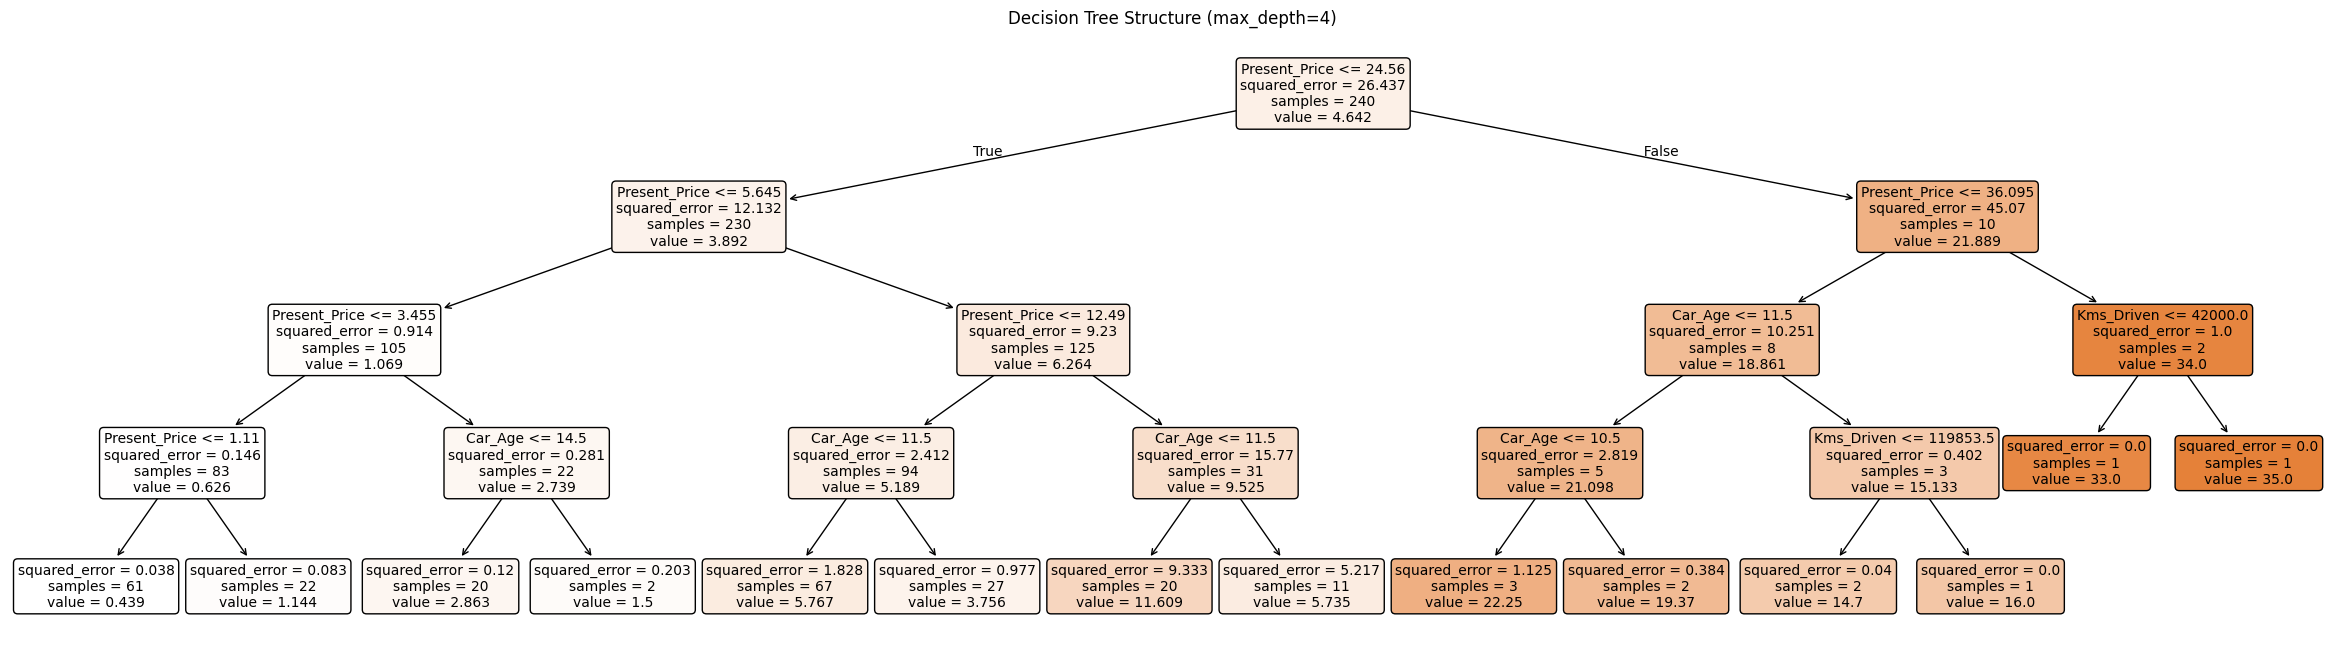 Decision Tree Structure (max_depth=4)
Present_Price <= 24.56
squared_error = 26.437
samples = 240
value = 4.642
True
False
Present_Price <= 5.645
squared_error = 12.132
samples = 230
value = 3.892
Present_Price <= 36.095
squared_error = 45.07
samples = 10
value = 21.889
Present_Price <= 3.455
squared_error = 0.914
samples = 105
value = 1.069
Present_Price <= 12.49
squared_error = 9.23
samples = 125
value = 6.264
Car_Age <= 11.5
squared_error = 10.251
samples = 8
value = 18.861
Kms_Driven <= 42000.0
squared_error = 1.0
samples = 2
value = 34.0
Present_Price <= 1.11
squared_error = 0.146
samples = 83
value = 0.626
Car_Age <= 14.5
squared_error = 0.281
samples = 22
value = 2.739
Car_Age <= 11.5
squared_error = 2.412
samples = 94
value = 5.189
Car_Age <= 11.5
squared_error = 15.77
samples = 31
value = 9.525
Car_Age <= 10.5
squared_error = 2.819
samples = 5
value = 21.098
Kms_Driven <= 119853.5
squared_error = 0.402
samples = 3
value = 15.133
squared_error = 0.0
samples = 1
value = 33.0
squared_error = 0.0
samples = 1
value = 35.0
squared_error = 0.038
samples = 61
value = 0.439
squared_error = 0.083
samples = 22
value = 1.144
squared_error = 0.12
samples = 20
value = 2.863
squared_error = 0.203
samples = 2
value = 1.5
squared_error = 1.828
samples = 67
value = 5.767
squared_error = 0.977
samples = 27
value = 3.756
squared_error = 9.333
samples = 20
value = 11.609
squared_error = 5.217
samples = 11
value = 5.735
squared_error = 1.125
samples = 3
value = 22.25
squared_error = 0.384
samples = 2
value = 19.37
squared_error = 0.04
samples = 2
value = 14.7
squared_error = 0.0
samples = 1
value = 16.0